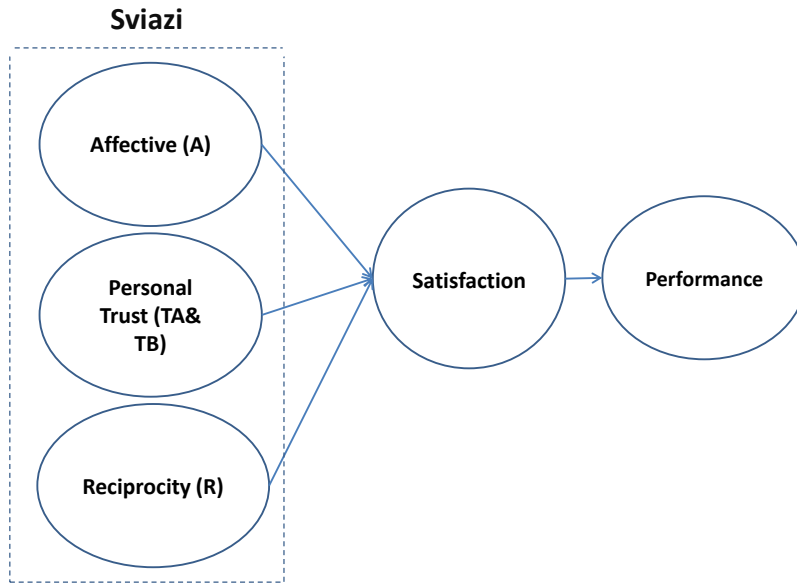 Sviazi
Affective (A)
Personal
Trust (TA&
TB)
Reciprocity (R)
Satisfaction
Performance